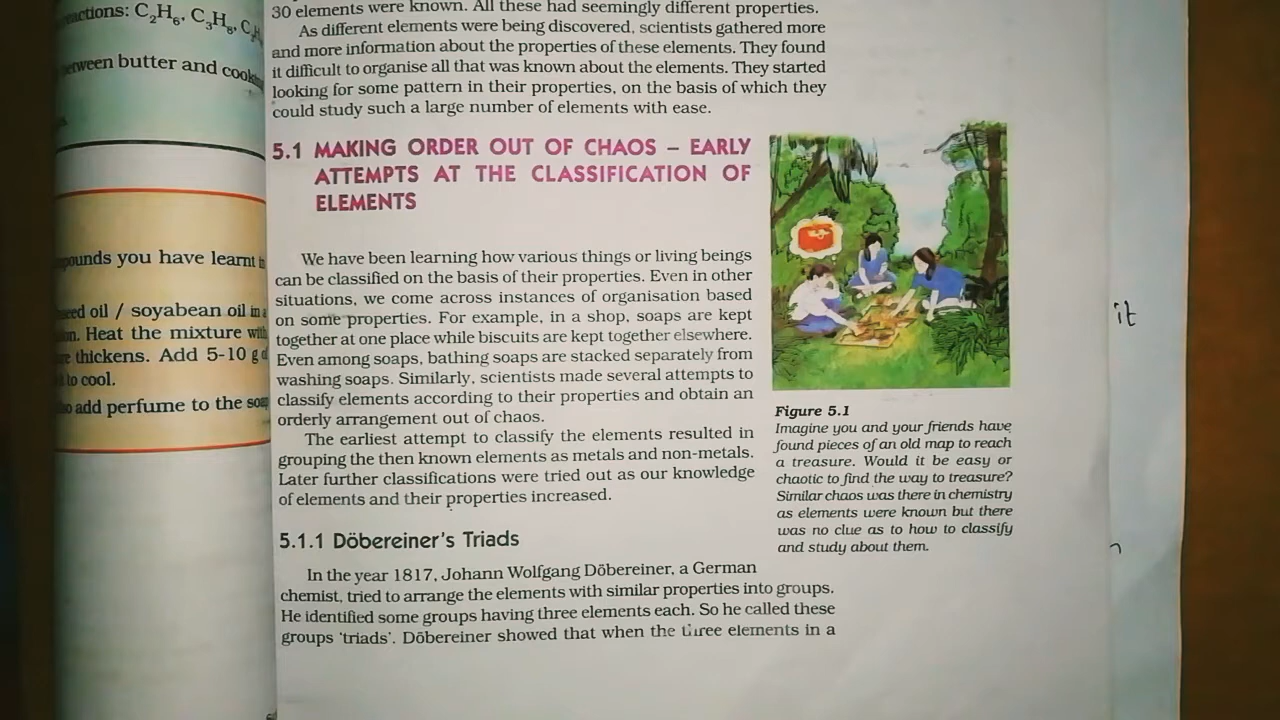 actions: C₂H₆, C₃H₈,
between butter and
pounds you have learnt
seed oil / soyabean oil in a
Heat the mixture with
thickens. Add 5-10 g
to cool.
add perfume to the
30 elements were known. All these had seemingly different properties.
As different elements were being discovered, scientists gathered more
and more information about the properties of these elements. They found
it difficult to organise all that was known about the elements. They started
looking for some pattern in their properties, on the basis of which they
could study such a large number of elements with ease.
5.1 MAKING ORDER OUT OF CHAOS – EARLY
ATTEMPTS AT THE CLASSIFICATION OF
ELEMENTS
We have been learning how various things or living beings
can be classified on the basis of their properties. Even in other
situations, we come across instances of organisation based
on some properties. For example, in a shop, soaps are kept
together at one place while biscuits are kept together elsewhere.
Even among soaps, bathing soaps are stacked separately from
washing soaps. Similarly, scientists made several attempts to
classify elements according to their properties and obtain an
orderly arrangement out of chaos.
The earliest attempt to classify the elements resulted in
grouping the then known elements as metals and non-metals.
Later further classifications were tried out as our knowledge
of elements and their properties increased.
Figure 5.1
Imagine you and your friends have
found pieces of an old map to reach
a treasure. Would it be easy or
chaotic to find the way to treasure?
Similar chaos was there in chemistry
as elements were known but there
was no clue as to how to classify
and study about them.
5.1.1 Döbereiner's Triads
In the year 1817, Johann Wolfgang Döbereiner, a German
chemist, tried to arrange the elements with similar properties into groups.
He identified some groups having three elements each. So he called these
groups 'triads'. Döbereiner showed that when the three elements in a
it